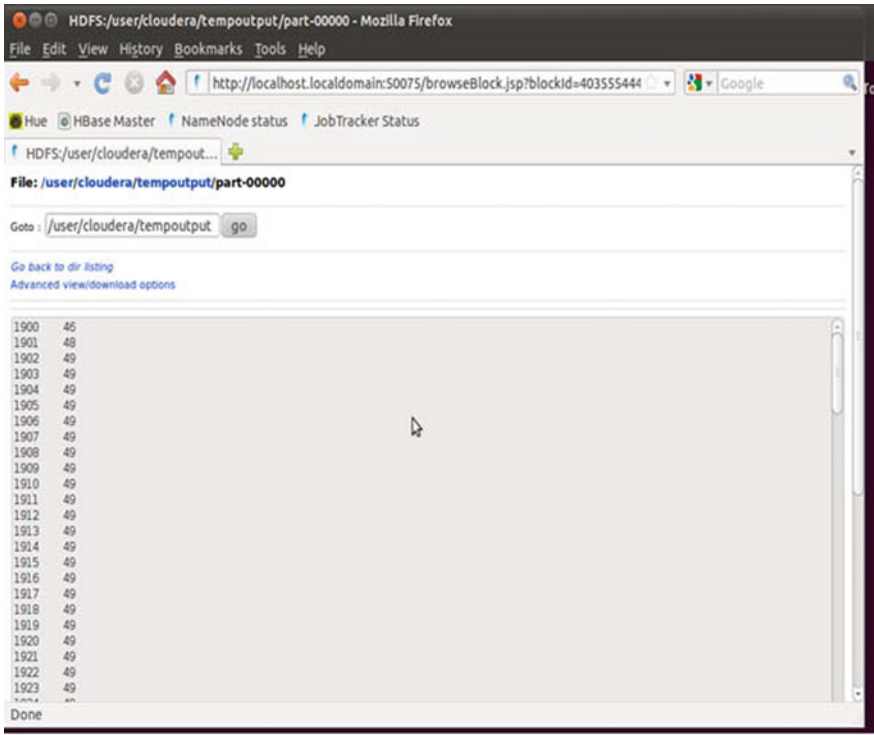 HDFS:/user/cloudera/tempoutput/part-00000 - Mozilla Firefox
File Edit View History Bookmarks Tools Help
http://localhost.localdomain:50075/browseBlock.jsp?blockId=403555444 Google
Hue HBase Master NameNode status JobTracker Status
HDFS:/user/cloudera/tempout...
File: /user/cloudera/tempoutput/part-00000
Goto : /user/cloudera/tempoutput go
Go back to dir listing
Advanced view/download options
1900 46
1901 48
1902 49
1903 49
1904 49
1905 49
1906 49
1907 49
1908 49
1909 49
1910 49
1911 49
1912 49
1913 49
1914 49
1915 49
1916 49
1917 49
1918 49
1919 49
1920 49
1921 49
1922 49
1923 49
Done